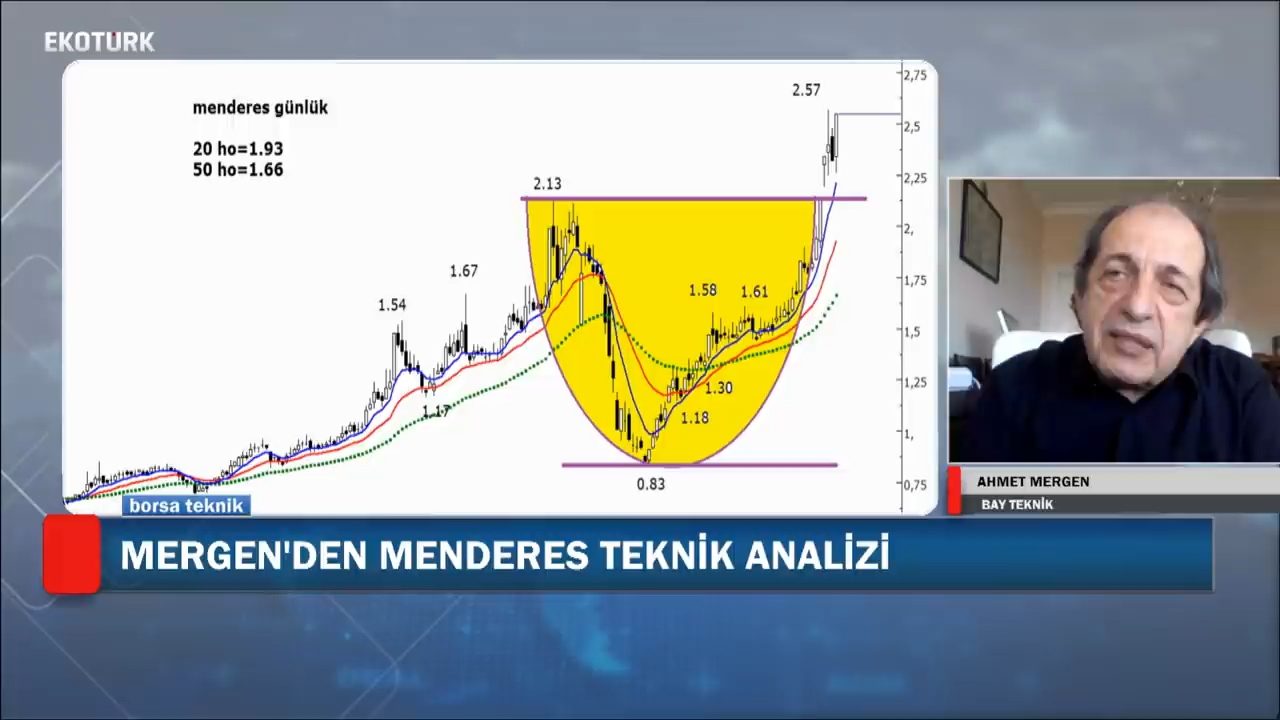 EKOTÜRK
menderes günlük
20 ho=1.93
50 ho=1.66
2.57
2,75
2,5
2,25
2,
1,75
1,5
1,25
1,
0,75
2.13
1.67
1.54
1.58
1.61
1.17
1.30
1.18
0.83
borsa teknik
AHMET MERGEN
BAY TEKNİK
MERGEN'DEN MENDERES TEKNİK ANALİZİ